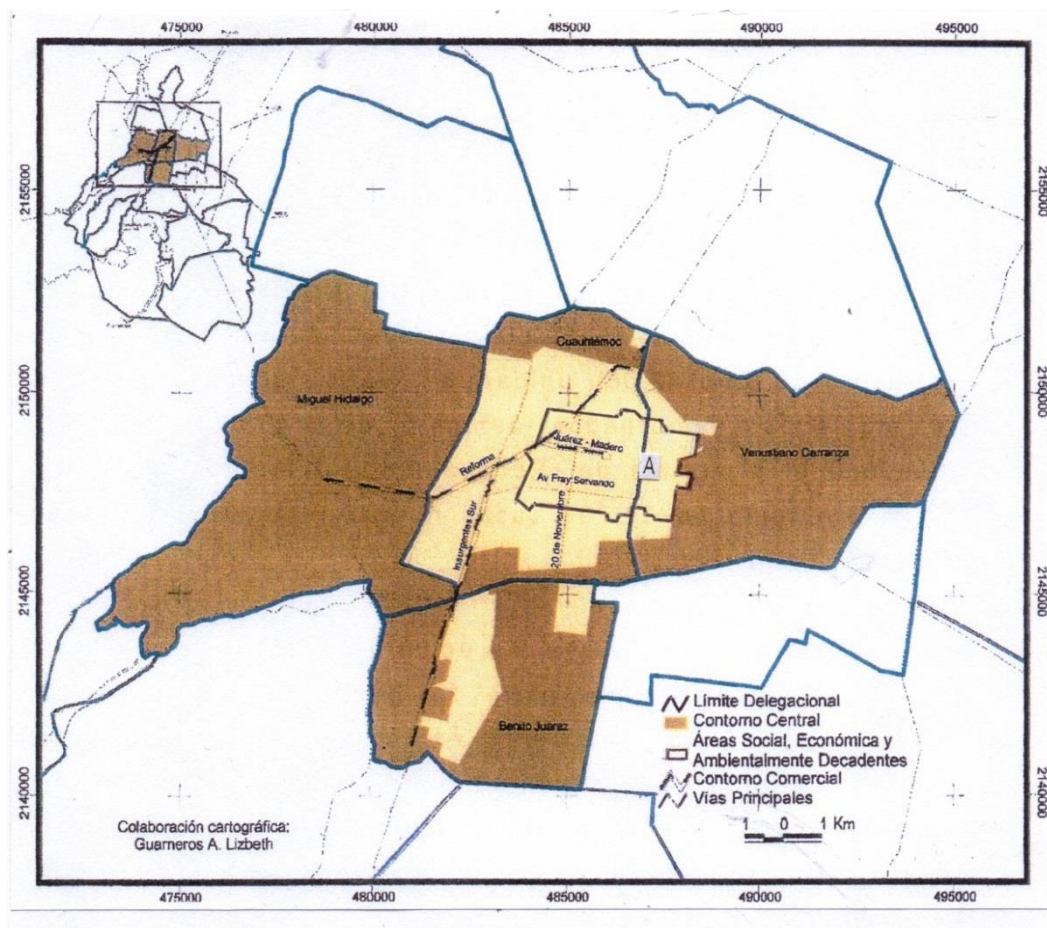 475000 480000 485000 490000 495000
2155000
2155000
Cuauhtémoc
2150000
2150000
Miguel Hidalgo
Juárez - Madero
Venustiano Carranza
Reforma
A
Av Fray Servando
Insurgentes Sur
20 de Noviembre
2145000
2145000
Límite Delegacional
Contorno Central
Benito Juarez
Áreas Social, Económica y
Ambientalmente Decadentes
Contorno Comercial
2140000
Vías Principales
2140000
1 0 1 Km
Colaboración cartográfica:
Guarneros A. Lizbeth
475000 480000 485000 490000 495000